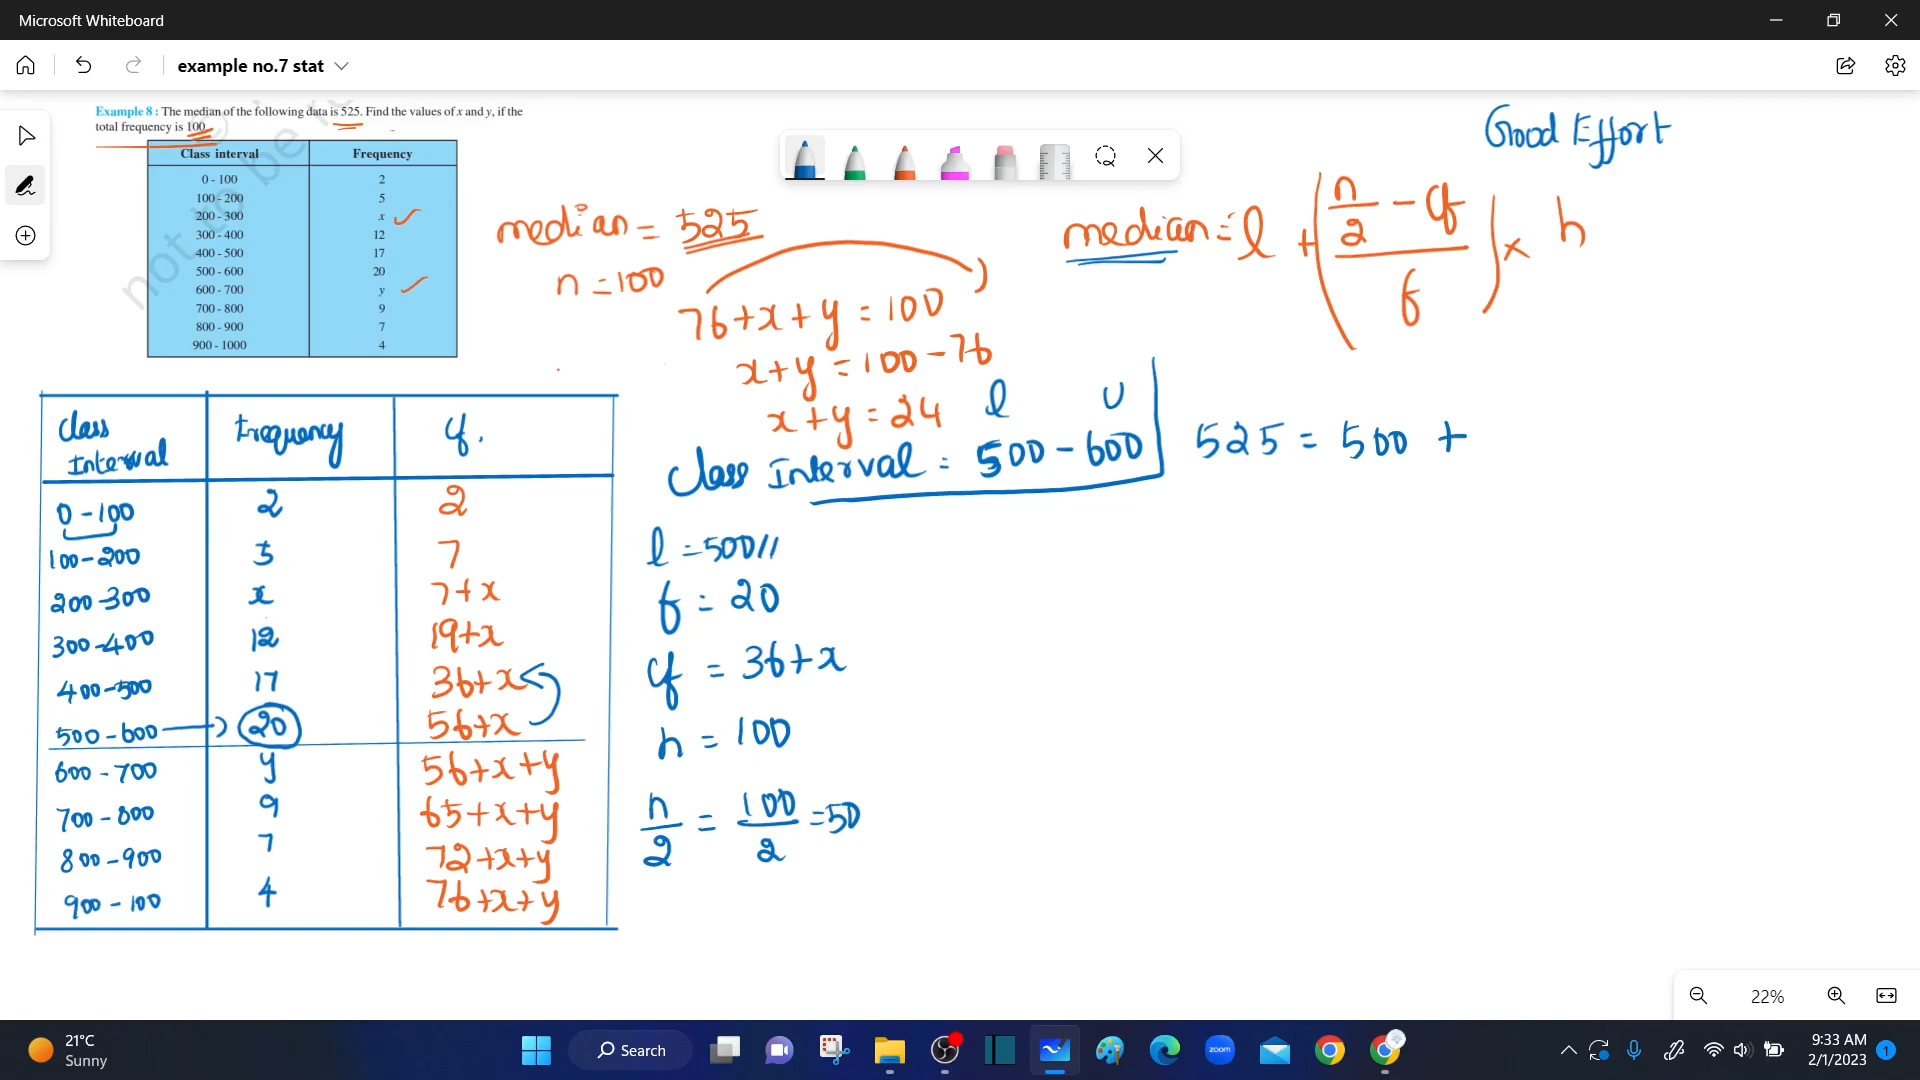 Microsoft Whiteboard
example no.7 stat
Example 8 : The median of the following data is 525. Find the values of x and y, if the
total frequency is 100.
Class interval Frequency
0 - 100 2
100 - 200 5
200 - 300 x
300 - 400 12
400 - 500 17
500 - 600 20
600 - 700 y
700 - 800 9
800 - 900 7
900 - 1000 4
not to be re
Good Effort
median = 525
n = 100
76+x+y = 100
x+y = 100-76
x+y = 24
median = l + (n/2 - cf / f) × h
l U
Class Interval = 500 - 600
525 = 500 +
Class Interval Frequency cf.
0 - 100 2 2
100 - 200 5 7
200 - 300 x 7+x
300 - 400 12 19+x
400 - 500 17 36+x
500 - 600 20 56+x
600 - 700 y 56+x+y
700 - 800 9 65+x+y
800 - 900 7 72+x+y
900 - 100 4 76+x+y
l = 500//
f = 20
cf = 36+x
h = 100
n/2 = 100/2 = 50
22%
21°C
Sunny
Search
zoom
9:33 AM
2/1/2023
1